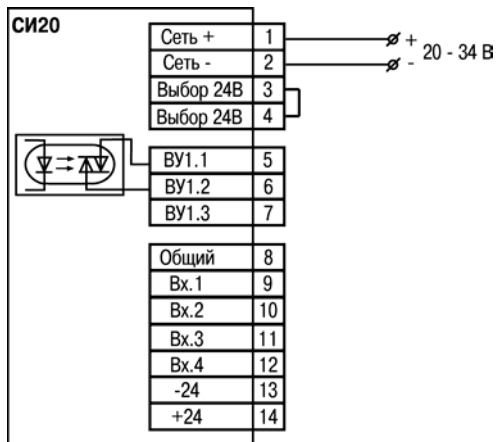 СИ20
Сеть + 1
Сеть - 2
Выбор 24В 3
Выбор 24В 4
+
- 20 - 34 В
ВУ1.1 5
ВУ1.2 6
ВУ1.3 7
Общий 8
Вх.1 9
Вх.2 10
Вх.3 11
Вх.4 12
-24 13
+24 14